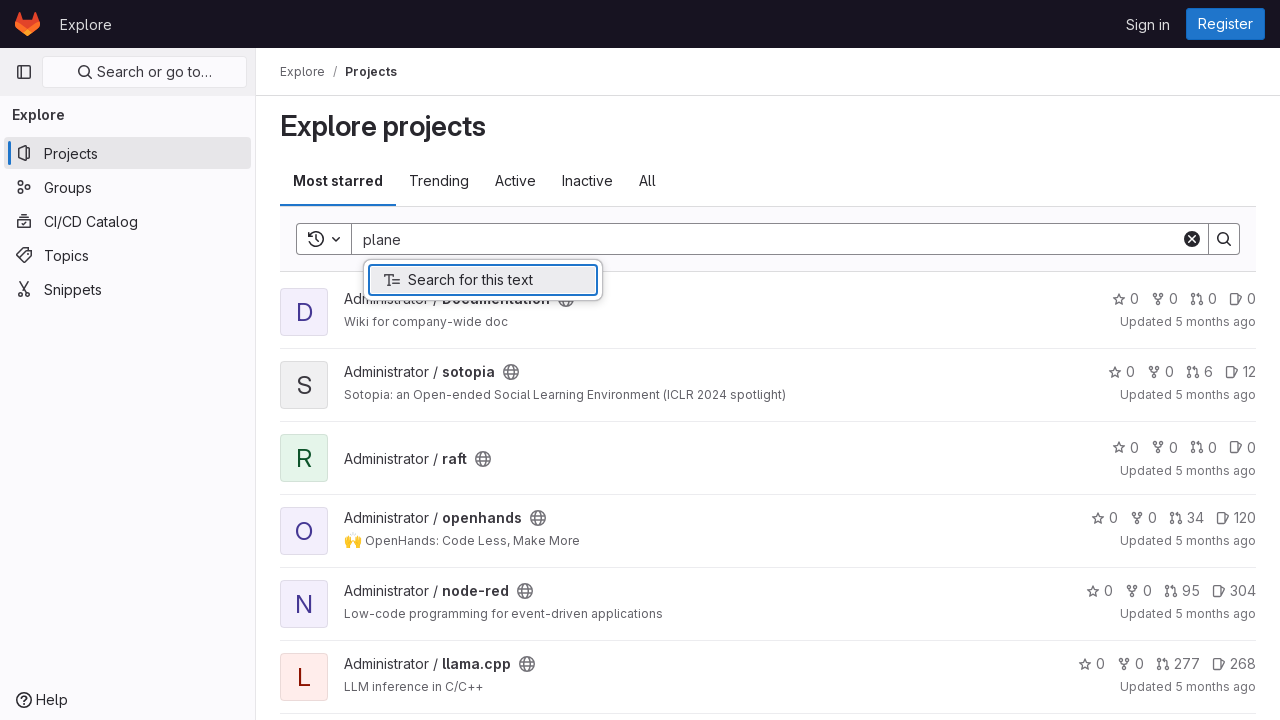 Explore
Sign in
Register
Search or go to…
Explore / Projects
Explore
Projects
Groups
CI/CD Catalog
Topics
Snippets
Help
Explore projects
Most starred
Trending
Active
Inactive
All
plane
Search for this text
D
Administrator / Documentation
0 0 0 0
Wiki for company-wide doc
Updated 5 months ago
S
Administrator / sotopia
0 0 6 12
Sotopia: an Open-ended Social Learning Environment (ICLR 2024 spotlight)
Updated 5 months ago
R
Administrator / raft
0 0 0 0
Updated 5 months ago
O
Administrator / openhands
0 0 34 120
🙌 OpenHands: Code Less, Make More
Updated 5 months ago
N
Administrator / node-red
0 0 95 304
Low-code programming for event-driven applications
Updated 5 months ago
L
Administrator / llama.cpp
0 0 277 268
LLM inference in C/C++
Updated 5 months ago